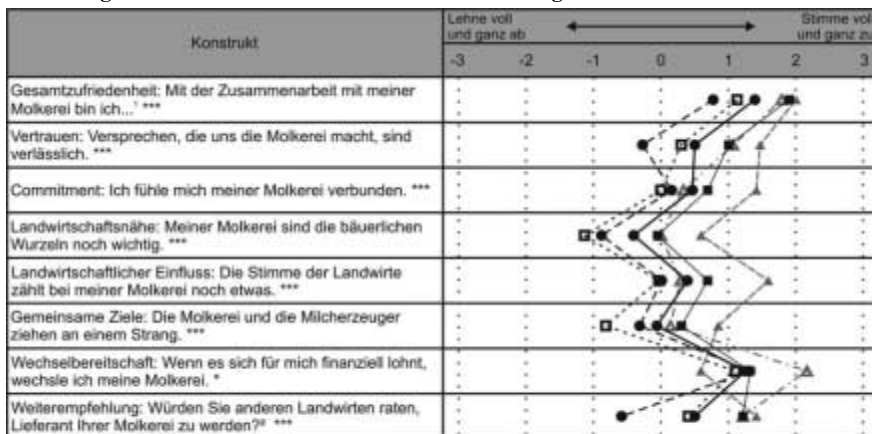 Konstrukt
Lehne voll
und ganz ab
Stimme voll
und ganz zu
-3 -2 -1 0 1 2 3
Gesamtzufriedenheit: Mit der Zusammenarbeit mit meiner
Molkerei bin ich...¹ ***
Vertrauen: Versprechen, die uns die Molkerei macht, sind
verlässlich. ***
Commitment: Ich fühle mich meiner Molkerei verbunden. ***
Landwirtschaftsnähe: Meiner Molkerei sind die bäuerlichen
Wurzeln noch wichtig. ***
Landwirtschaftlicher Einfluss: Die Stimme der Landwirte
zählt bei meiner Molkerei noch etwas. ***
Gemeinsame Ziele: Die Molkerei und die Milcherzeuger
ziehen an einem Strang. ***
Wechselbereitschaft: Wenn es sich für mich finanziell lohnt,
wechsle ich meine Molkerei. *
Weiterempfehlung: Würden Sie anderen Landwirten raten,
Lieferant Ihrer Molkerei zu werden?² ***